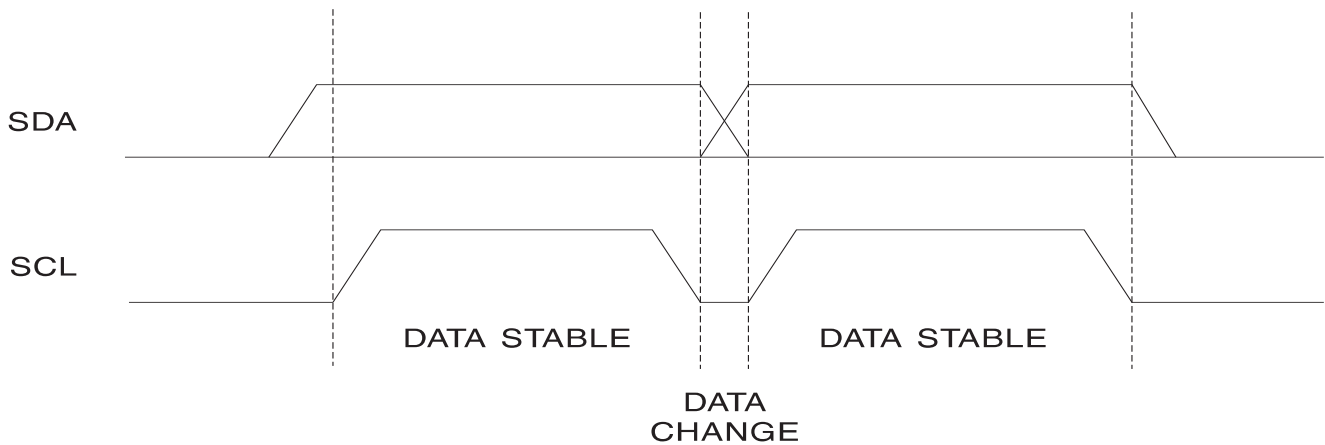 SDA
SCL
DATA STABLE
DATA STABLE
DATA
CHANGE